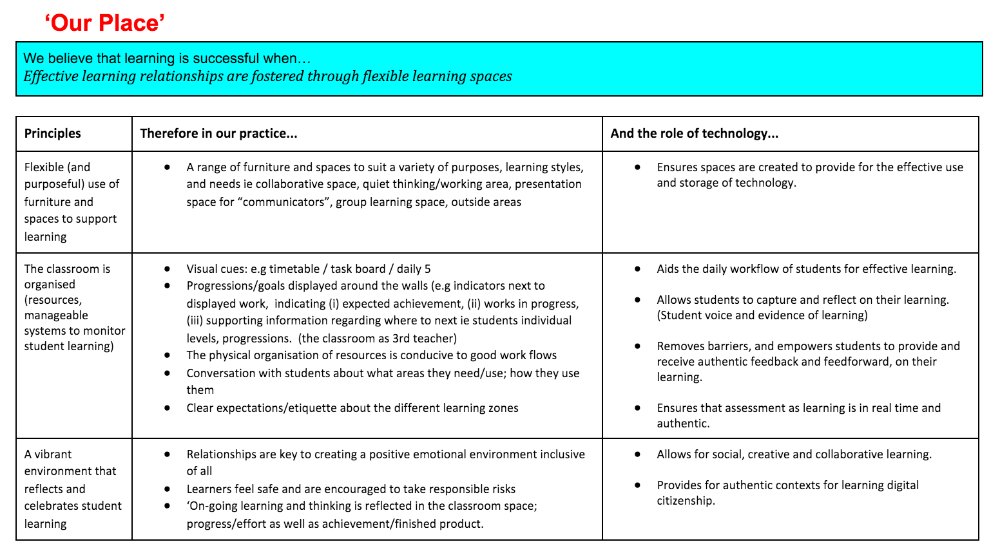 ‘Our Place’
We believe that learning is successful when…
Effective learning relationships are fostered through flexible learning spaces
Principles
Therefore in our practice...
And the role of technology...
Flexible (and
purposeful) use of
furniture and
spaces to support
learning
● A range of furniture and spaces to suit a variety of purposes, learning styles,
and needs ie collaborative space, quiet thinking/working area, presentation
space for “communicators”, group learning space, outside areas
● Ensures spaces are created to provide for the effective use
and storage of technology.
The classroom is
organised
(resources,
manageable
systems to monitor
student learning)
● Visual cues: e.g timetable / task board / daily 5
● Progressions/goals displayed around the walls (e.g indicators next to
displayed work,  indicating (i) expected achievement, (ii) works in progress,
(iii) supporting information regarding where to next ie students individual
levels, progressions.  (the classroom as 3rd teacher)
● The physical organisation of resources is conducive to good work flows
● Conversation with students about what areas they need/use; how they use
them
● Clear expectations/etiquette about the different learning zones
● Aids the daily workflow of students for effective learning.
● Allows students to capture and reflect on their learning.
(Student voice and evidence of learning)
● Removes barriers, and empowers students to provide and
receive authentic feedback and feedforward, on their
learning.
● Ensures that assessment as learning is in real time and
authentic.
A vibrant
environment that
reflects and
celebrates student
learning
● Relationships are key to creating a positive emotional environment inclusive
of all
● Learners feel safe and are encouraged to take responsible risks
● ‘On-going learning and thinking is reflected in the classroom space;
progress/effort as well as achievement/finished product.
● Allows for social, creative and collaborative learning.
● Provides for authentic contexts for learning digital
citizenship.